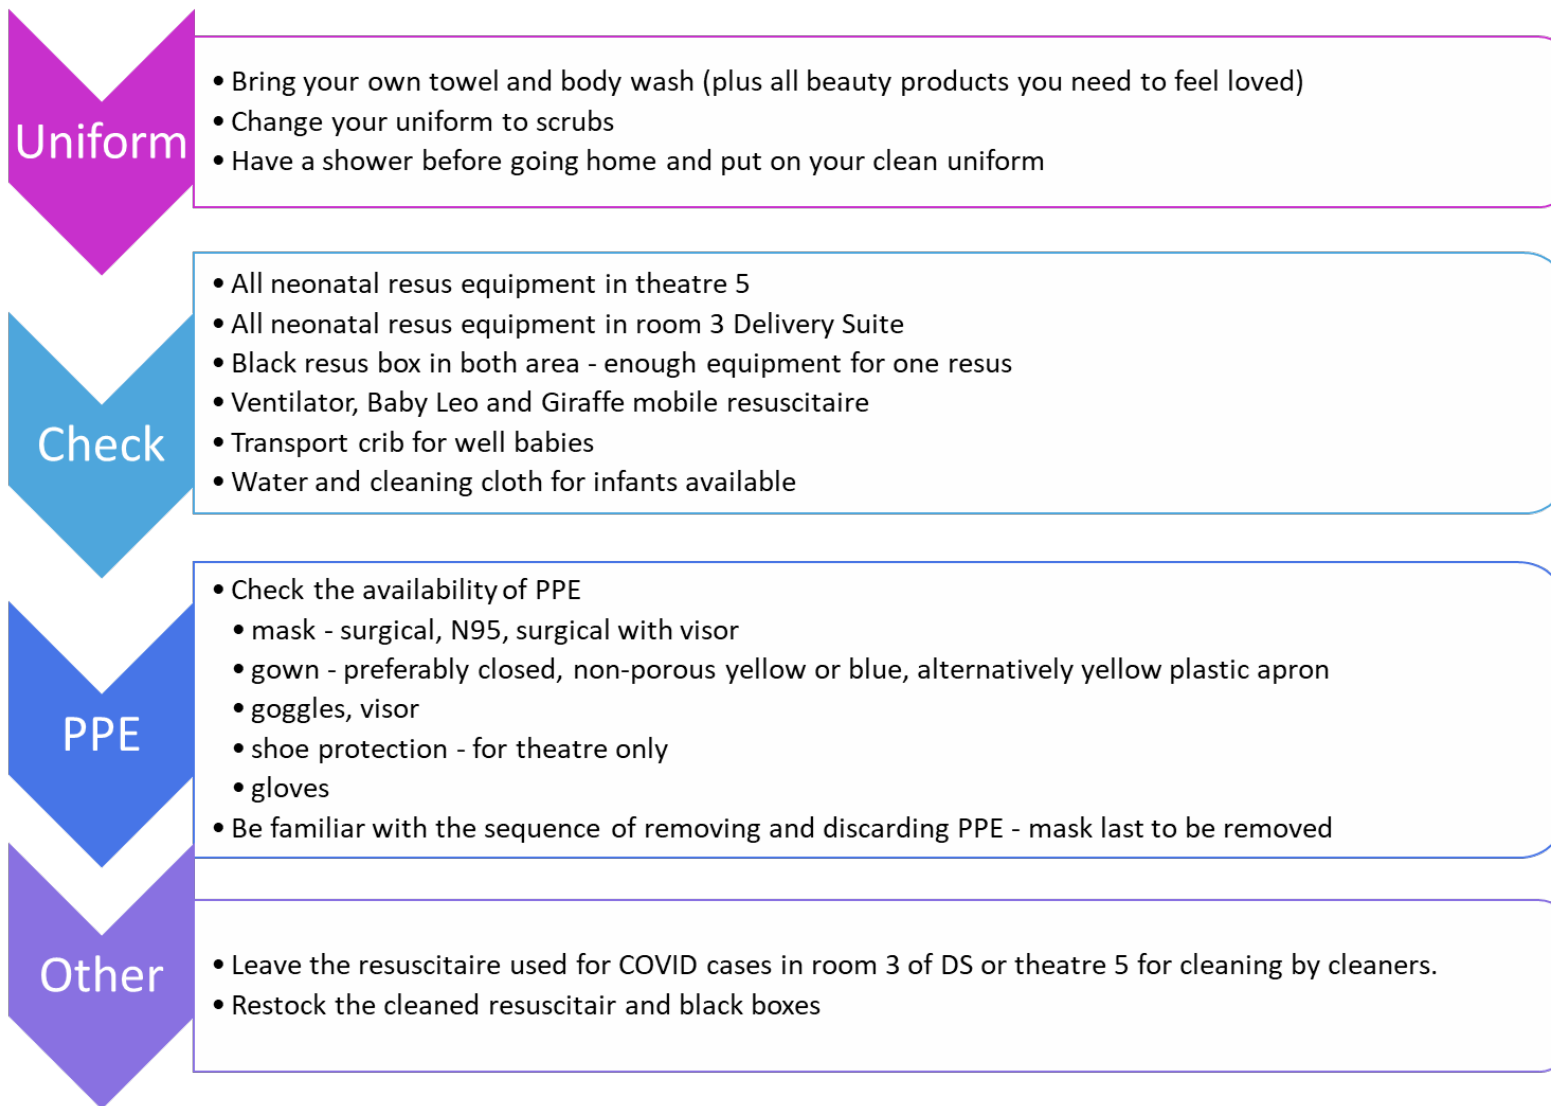 Uniform
• Bring your own towel and body wash (plus all beauty products you need to feel loved)
• Change your uniform to scrubs
• Have a shower before going home and put on your clean uniform
Check
• All neonatal resus equipment in theatre 5
• All neonatal resus equipment in room 3 Delivery Suite
• Black resus box in both area - enough equipment for one resus
• Ventilator, Baby Leo and Giraffe mobile resuscitaire
• Transport crib for well babies
• Water and cleaning cloth for infants available
PPE
• Check the availability of PPE
• mask - surgical, N95, surgical with visor
• gown - preferably closed, non-porous yellow or blue, alternatively yellow plastic apron
• goggles, visor
• shoe protection - for theatre only
• gloves
• Be familiar with the sequence of removing and discarding PPE - mask last to be removed
Other
• Leave the resuscitaire used for COVID cases in room 3 of DS or theatre 5 for cleaning by cleaners.
• Restock the cleaned resuscitair and black boxes